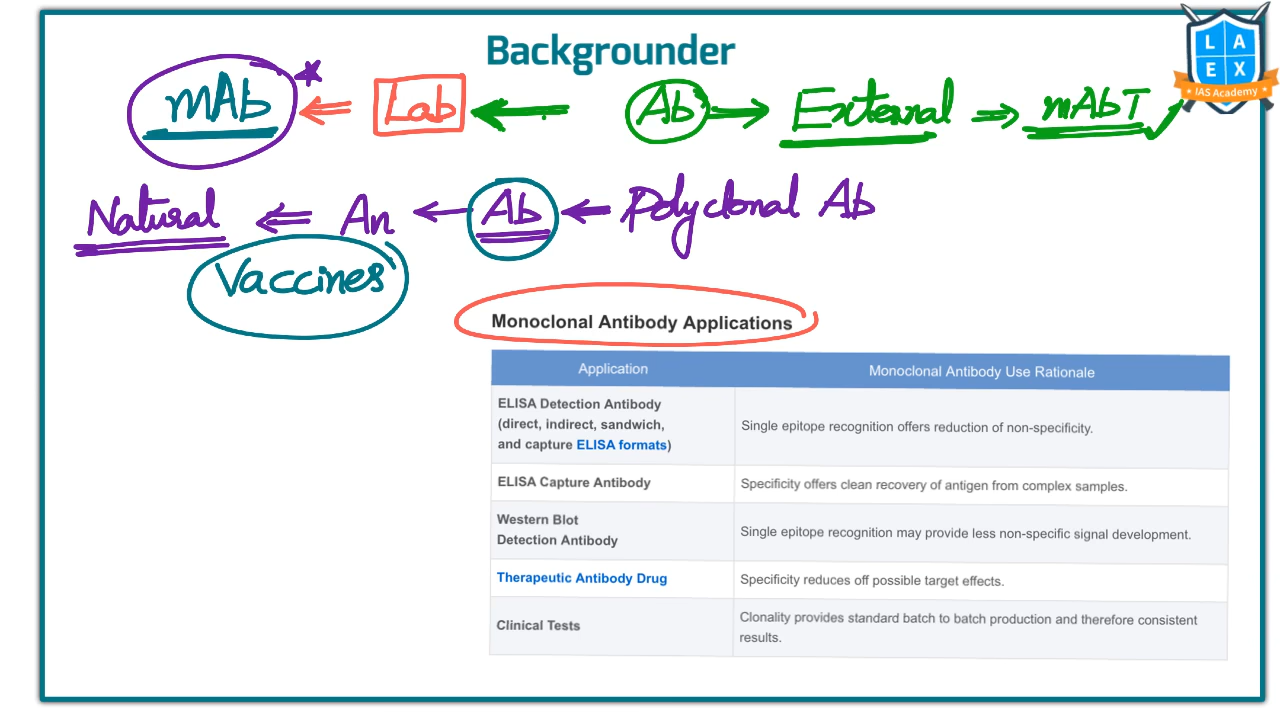 Backgrounder
L A
E X
IAS Academy
mAb * ⇐ Lab ← Ab → External ⇒ mAbT ✓
Natural ⇐ An ← Ab ← Polyclonal Ab
Vaccines
Monoclonal Antibody Applications
Application Monoclonal Antibody Use Rationale
ELISA Detection Antibody
(direct, indirect, sandwich,
and capture ELISA formats)
Single epitope recognition offers reduction of non-specificity.
ELISA Capture Antibody Specificity offers clean recovery of antigen from complex samples.
Western Blot
Detection Antibody
Single epitope recognition may provide less non-specific signal development.
Therapeutic Antibody Drug Specificity reduces off possible target effects.
Clinical Tests
Clonality provides standard batch to batch production and therefore consistent
results.